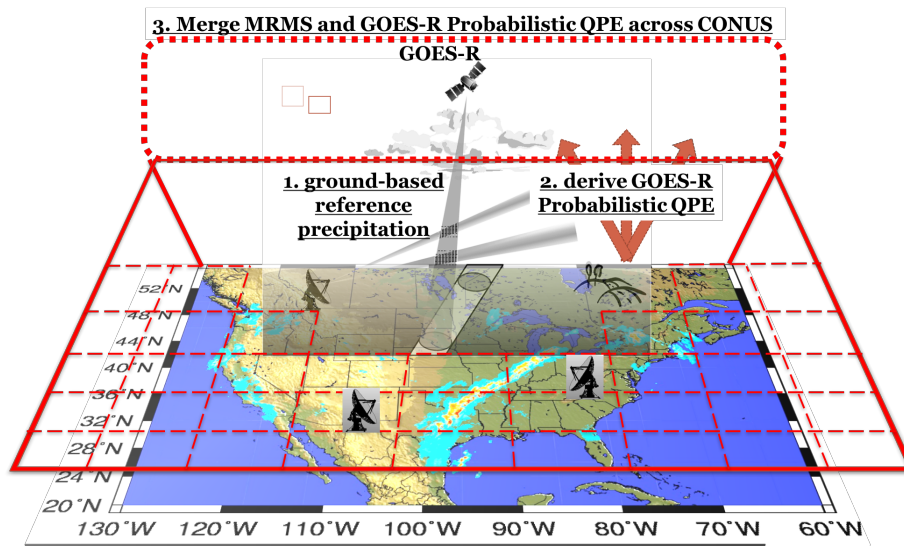 3. Merge MRMS and GOES-R Probabilistic QPE across CONUS
GOES-R
1. ground-based
reference
precipitation
2. derive GOES-R
Probabilistic QPE
52°N
48°N
44°N
40°N
36°N
32°N
28°N
24°N
20°N
130°W 120°W 110°W 100°W 90°W 80°W 70°W 60°W